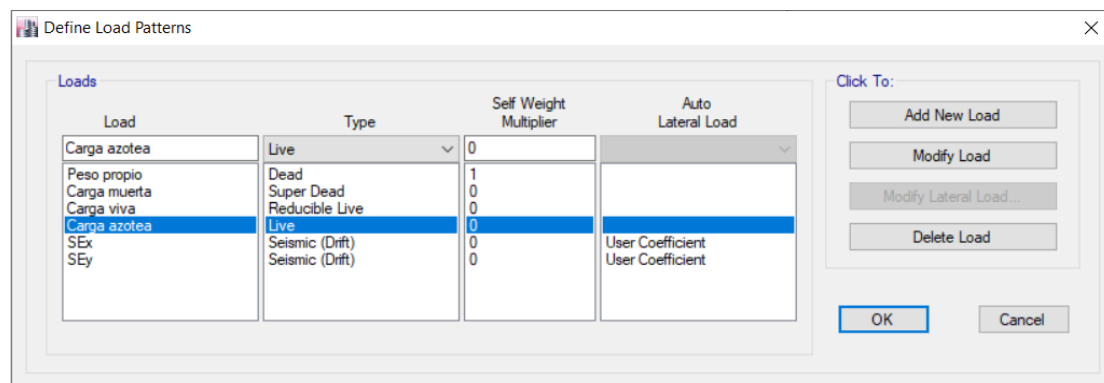 Define Load Patterns
Loads
Click To:
Load Type Self Weight Multiplier Auto Lateral Load
Carga azotea Live 0
Peso propio Dead 1
Carga muerta Super Dead 0
Carga viva Reducible Live 0
Carga azotea Live 0
SEx Seismic (Drift) 0 User Coefficient
SEy Seismic (Drift) 0 User Coefficient
Add New Load
Modify Load
Modify Lateral Load...
Delete Load
OK
Cancel